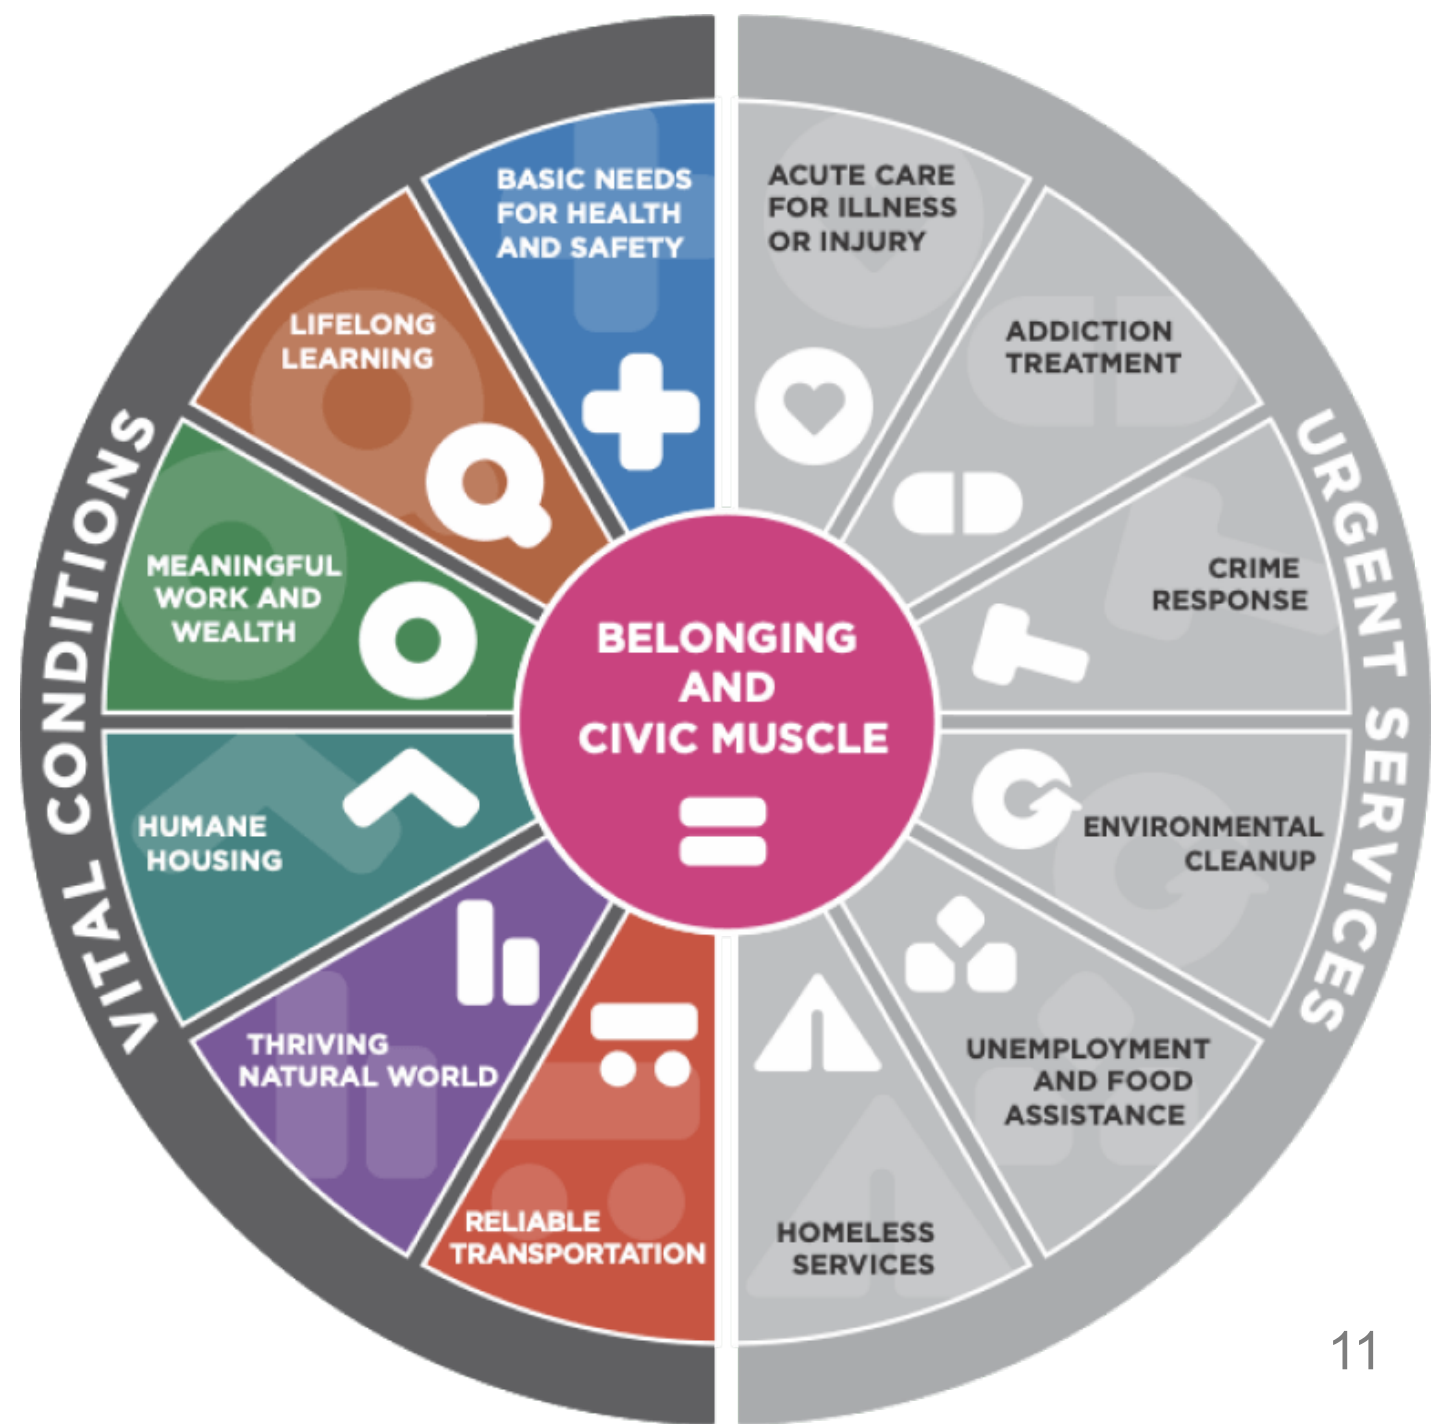 VITAL CONDITIONS
BASIC NEEDS
FOR HEALTH
AND SAFETY
LIFELONG
LEARNING
MEANINGFUL
WORK AND
WEALTH
HUMANE
HOUSING
THRIVING
NATURAL WORLD
RELIABLE
TRANSPORTATION
BELONGING
AND
CIVIC MUSCLE
URGENT SERVICES
ACUTE CARE
FOR ILLNESS
OR INJURY
ADDICTION
TREATMENT
CRIME
RESPONSE
ENVIRONMENTAL
CLEANUP
UNEMPLOYMENT
AND FOOD
ASSISTANCE
HOMELESS
SERVICES
11